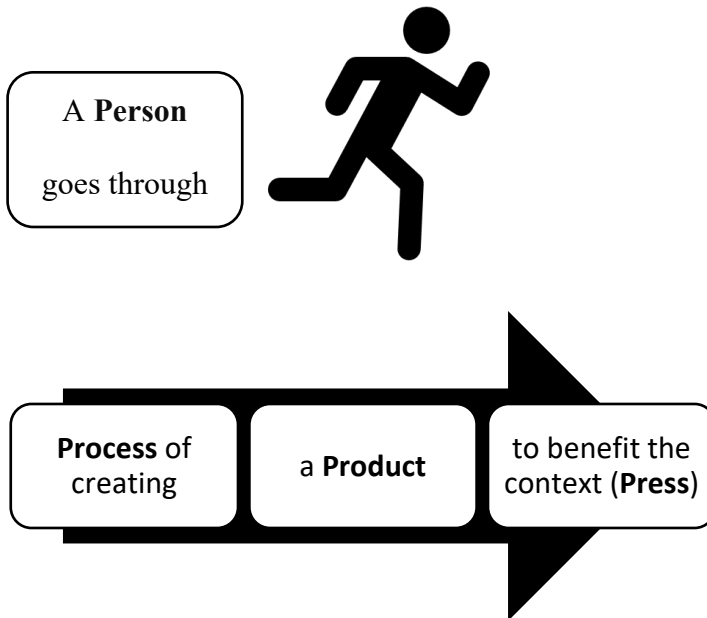 A Person
goes through
Process of
creating
a Product
to benefit the
context (Press)